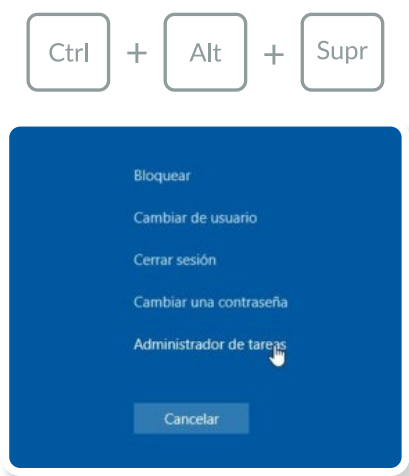 Ctrl + Alt + Supr
Bloquear
Cambiar de usuario
Cerrar sesión
Cambiar una contraseña
Administrador de tareas
Cancelar